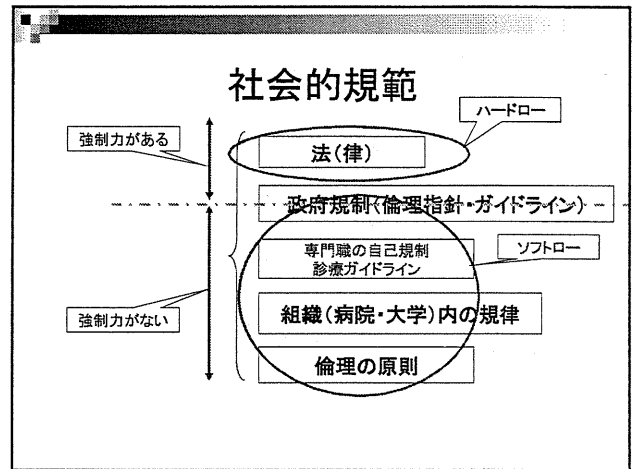 社会的規範
ハードロー
強制力がある
法(律)
政府規制(倫理指針・ガイドライン)
専門職の自己規制
診療ガイドライン
ソフトロー
組織(病院・大学)内の規律
強制力がない
倫理の原則